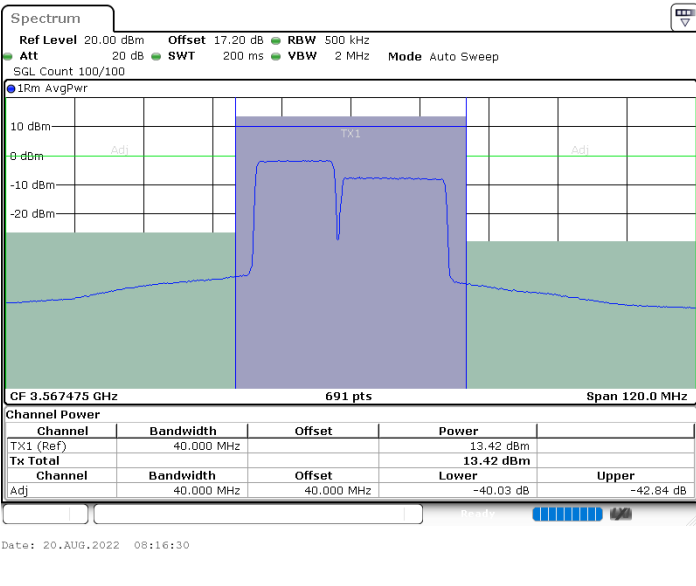 Spectrum
Ref Level 20.00 dBm Offset 17.20 dB RBW 500 kHz
Att 20 dB SWT 200 ms VBW 2 MHz Mode Auto Sweep
SGL Count 100/100
1Rm AvgPwr
10 dBm
TX1
Adj
Adj
0 dBm
-10 dBm
-20 dBm
CF 3.567475 GHz 691 pts Span 120.0 MHz
Channel Power
Channel Bandwidth Offset Power
TX1 (Ref) 40.000 MHz 13.42 dBm
Tx Total 13.42 dBm
Channel Bandwidth Offset Lower Upper
Adj 40.000 MHz 40.000 MHz -40.03 dB -42.84 dB
Ready
Date: 20.AUG.2022 08:16:30